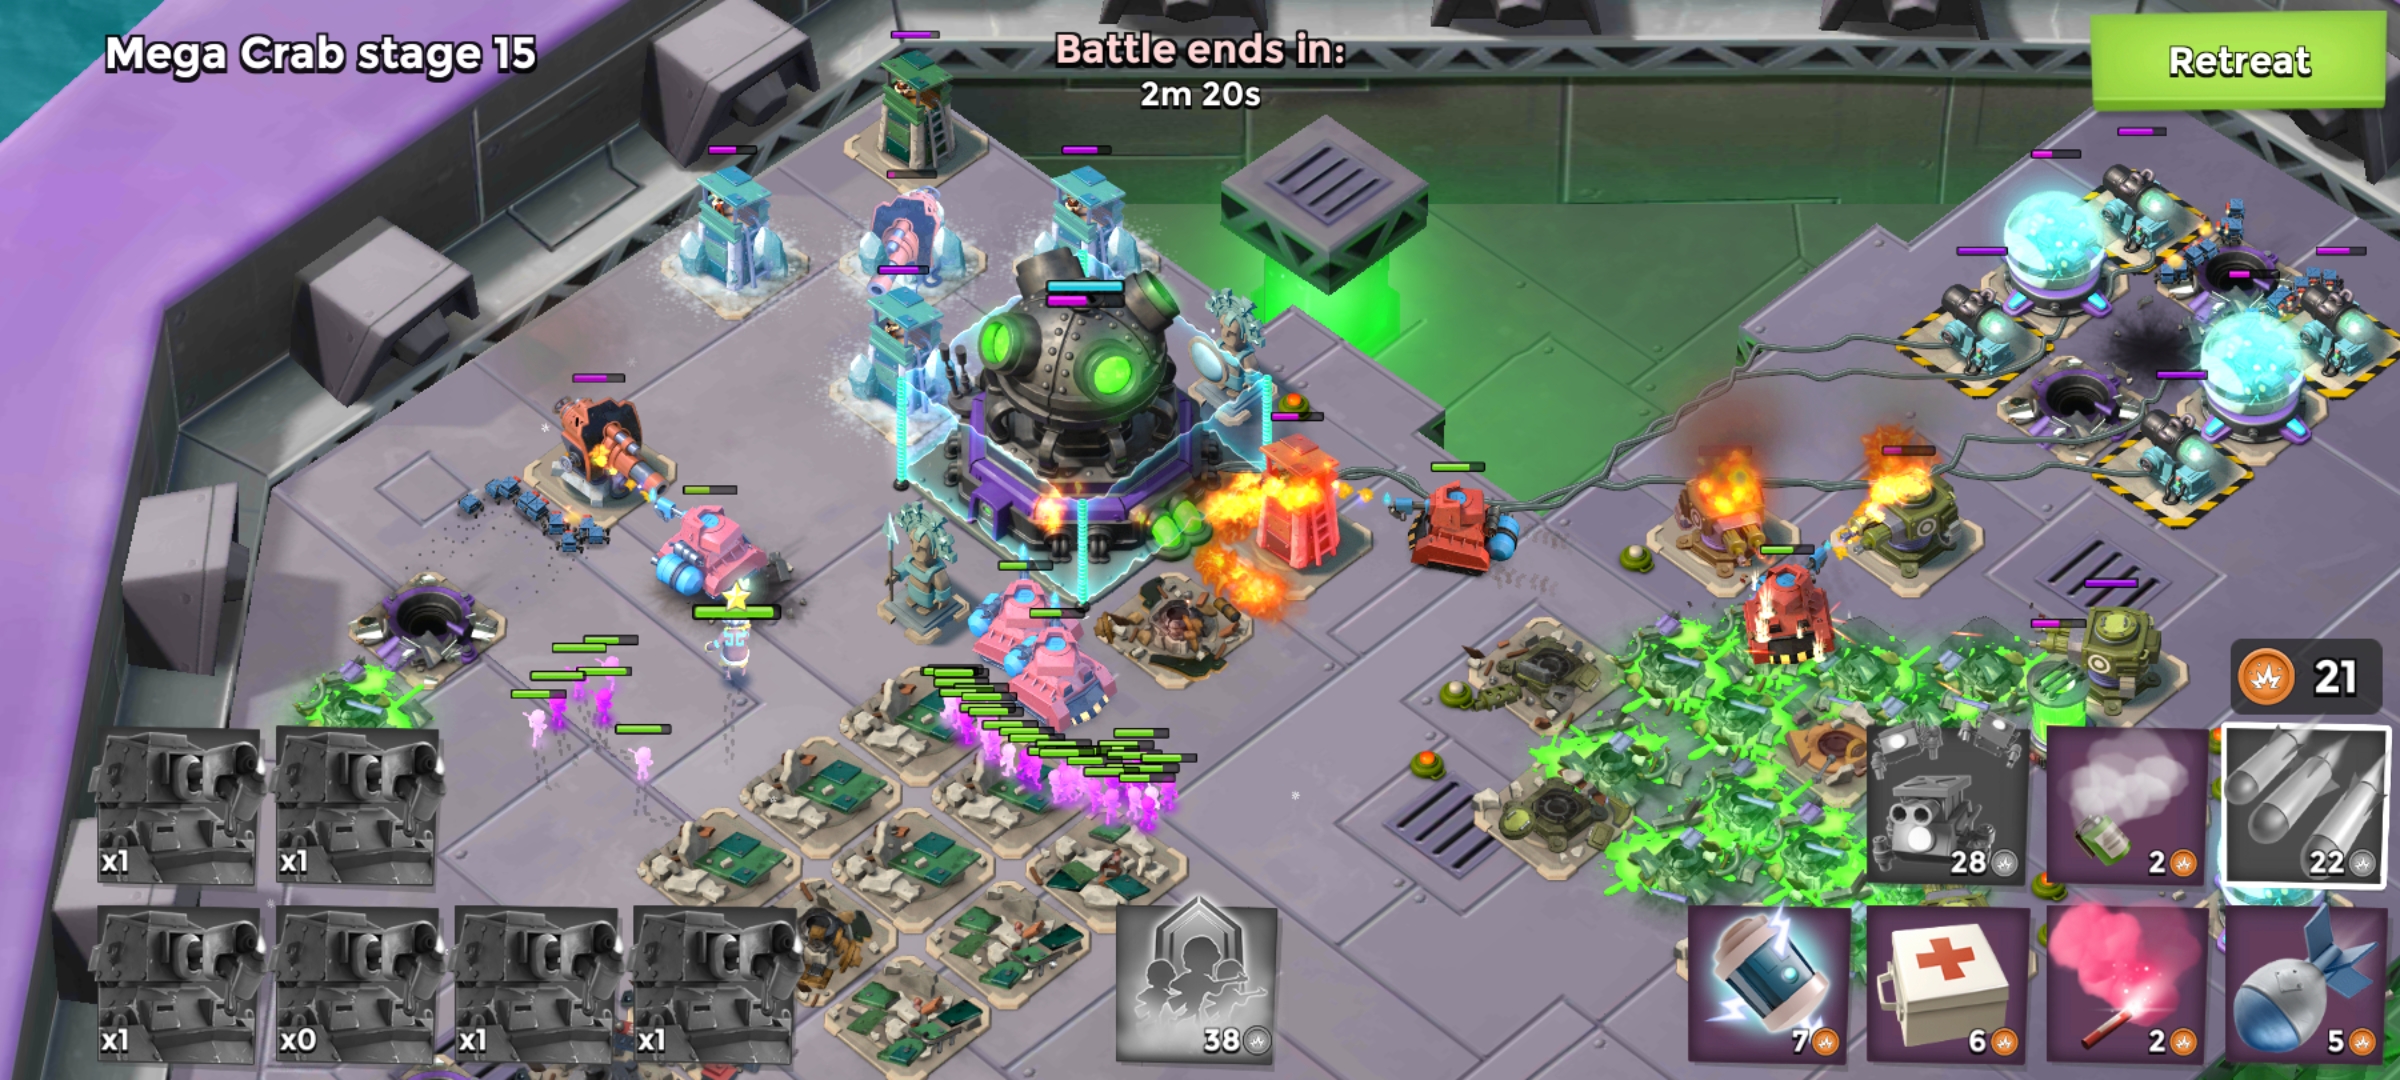 Mega Crab stage 15
Battle ends in:
2m 20s
Retreat
21
x1
x1
28
2
22
x1
x0
x1
x1
38
7
6
2
5